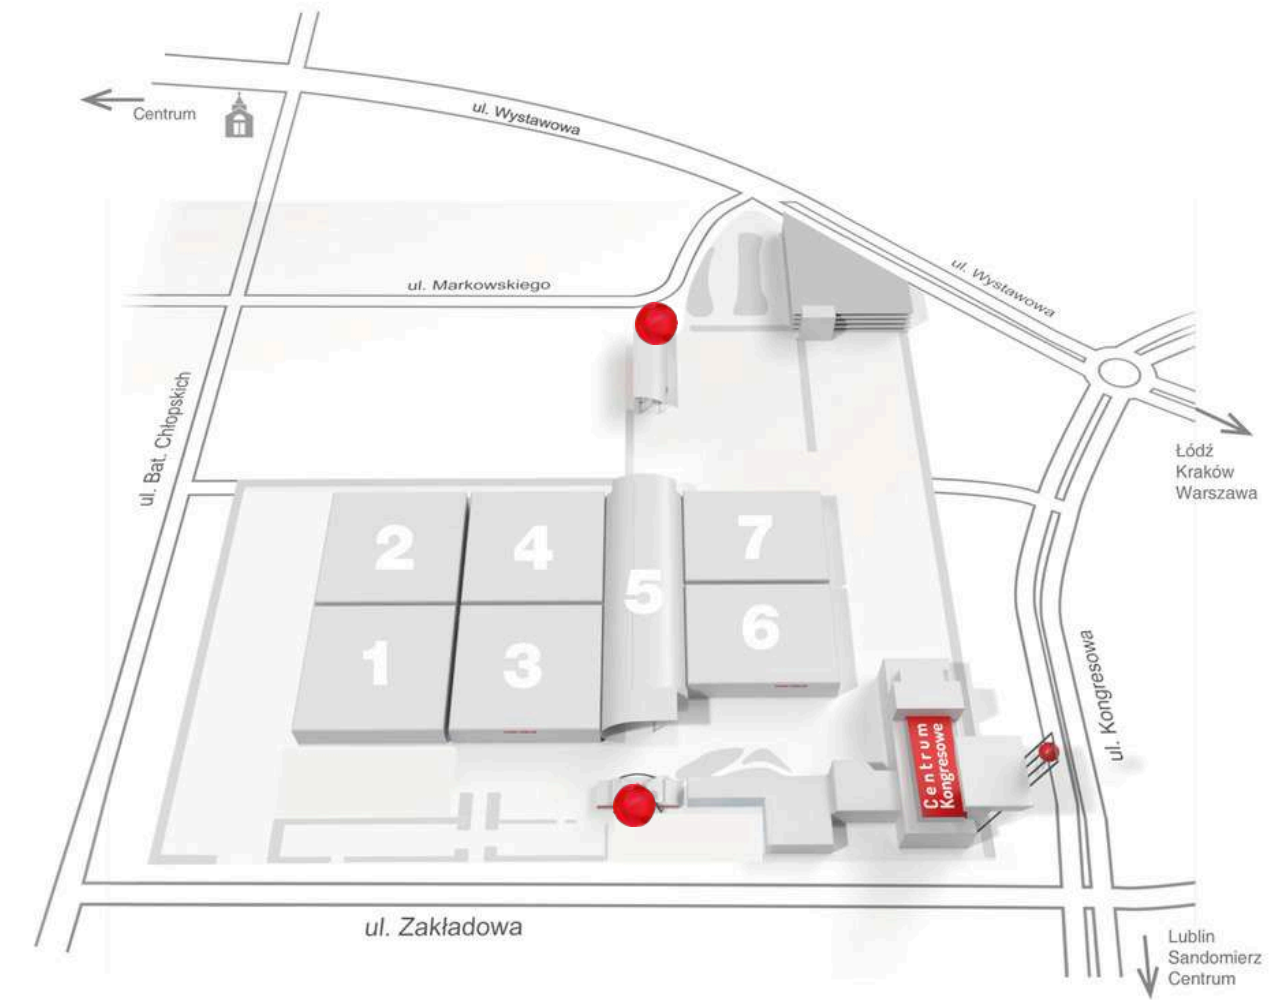 ul. Wystawowa
Centrum
ul. Wystawowa
ul. Markowskiego
ul. Bat. Chłopskich
Łódź
Kraków
Warszawa
2
4
7
5
6
1
3
ul. Kongresowa
Centrum
Kongresowe
ul. Zakładowa
Lublin
Sandomierz
Centrum